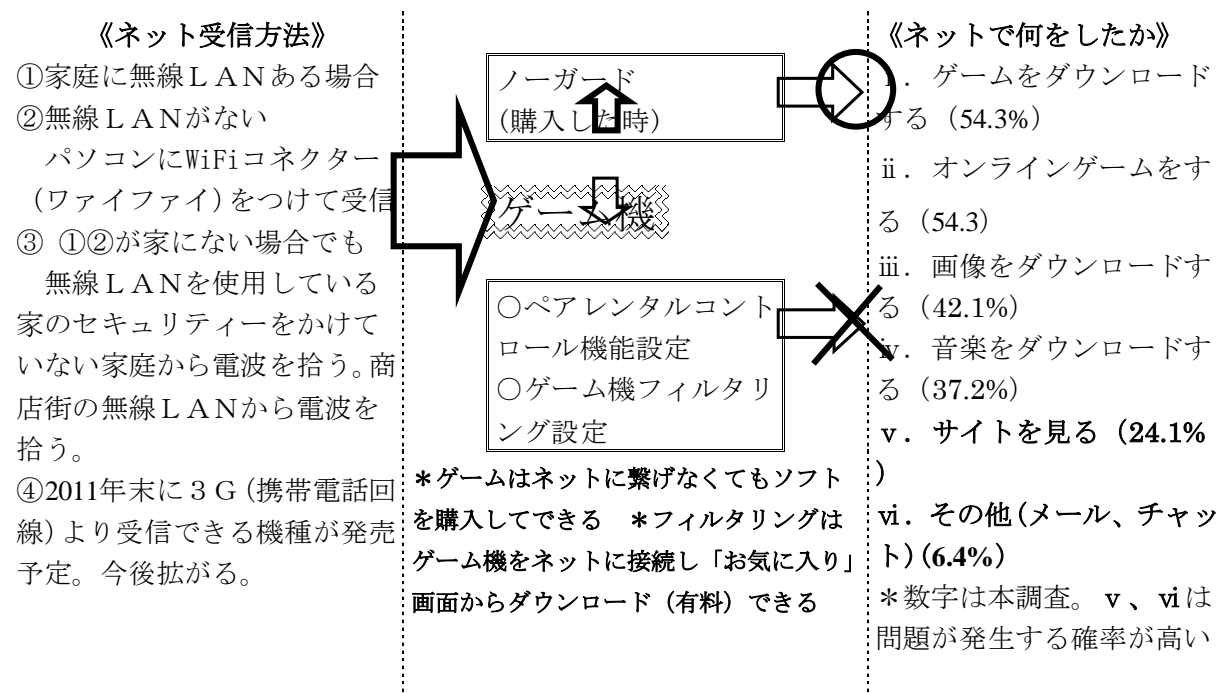 《ネット受信方法》
①家庭に無線ＬＡＮある場合
②無線ＬＡＮがない
パソコンにWiFiコネクター
(ワァイファイ)をつけて受信
③ ①②が家にない場合でも
無線ＬＡＮを使用している
家のセキュリティーをかけて
いない家庭から電波を拾う。商
店街の無線ＬＡＮから電波を
拾う。
④2011年末に３Ｇ(携帯電話回
線)より受信できる機種が発売
予定。今後拡がる。
ノーガード
(購入した時)
ゲーム機
○ペアレンタルコント
ロール機能設定
○ゲーム機フィルタリ
ング設定
＊ゲームはネットに繋げなくてもソフト
を購入してできる　＊フィルタリングは
ゲーム機をネットに接続し「お気に入り」
画面からダウンロード（有料）できる
《ネットで何をしたか》
ⅰ．ゲームをダウンロード
する（54.3%）
ⅱ．オンラインゲームをす
る（54.3）
ⅲ．画像をダウンロードす
る（42.1%）
ⅳ．音楽をダウンロードす
る（37.2%）
ⅴ．サイトを見る（24.1%
）
ⅵ．その他(メール、チャッ
ト)(6.4%)
＊数字は本調査。ⅴ、ⅵは
問題が発生する確率が高い